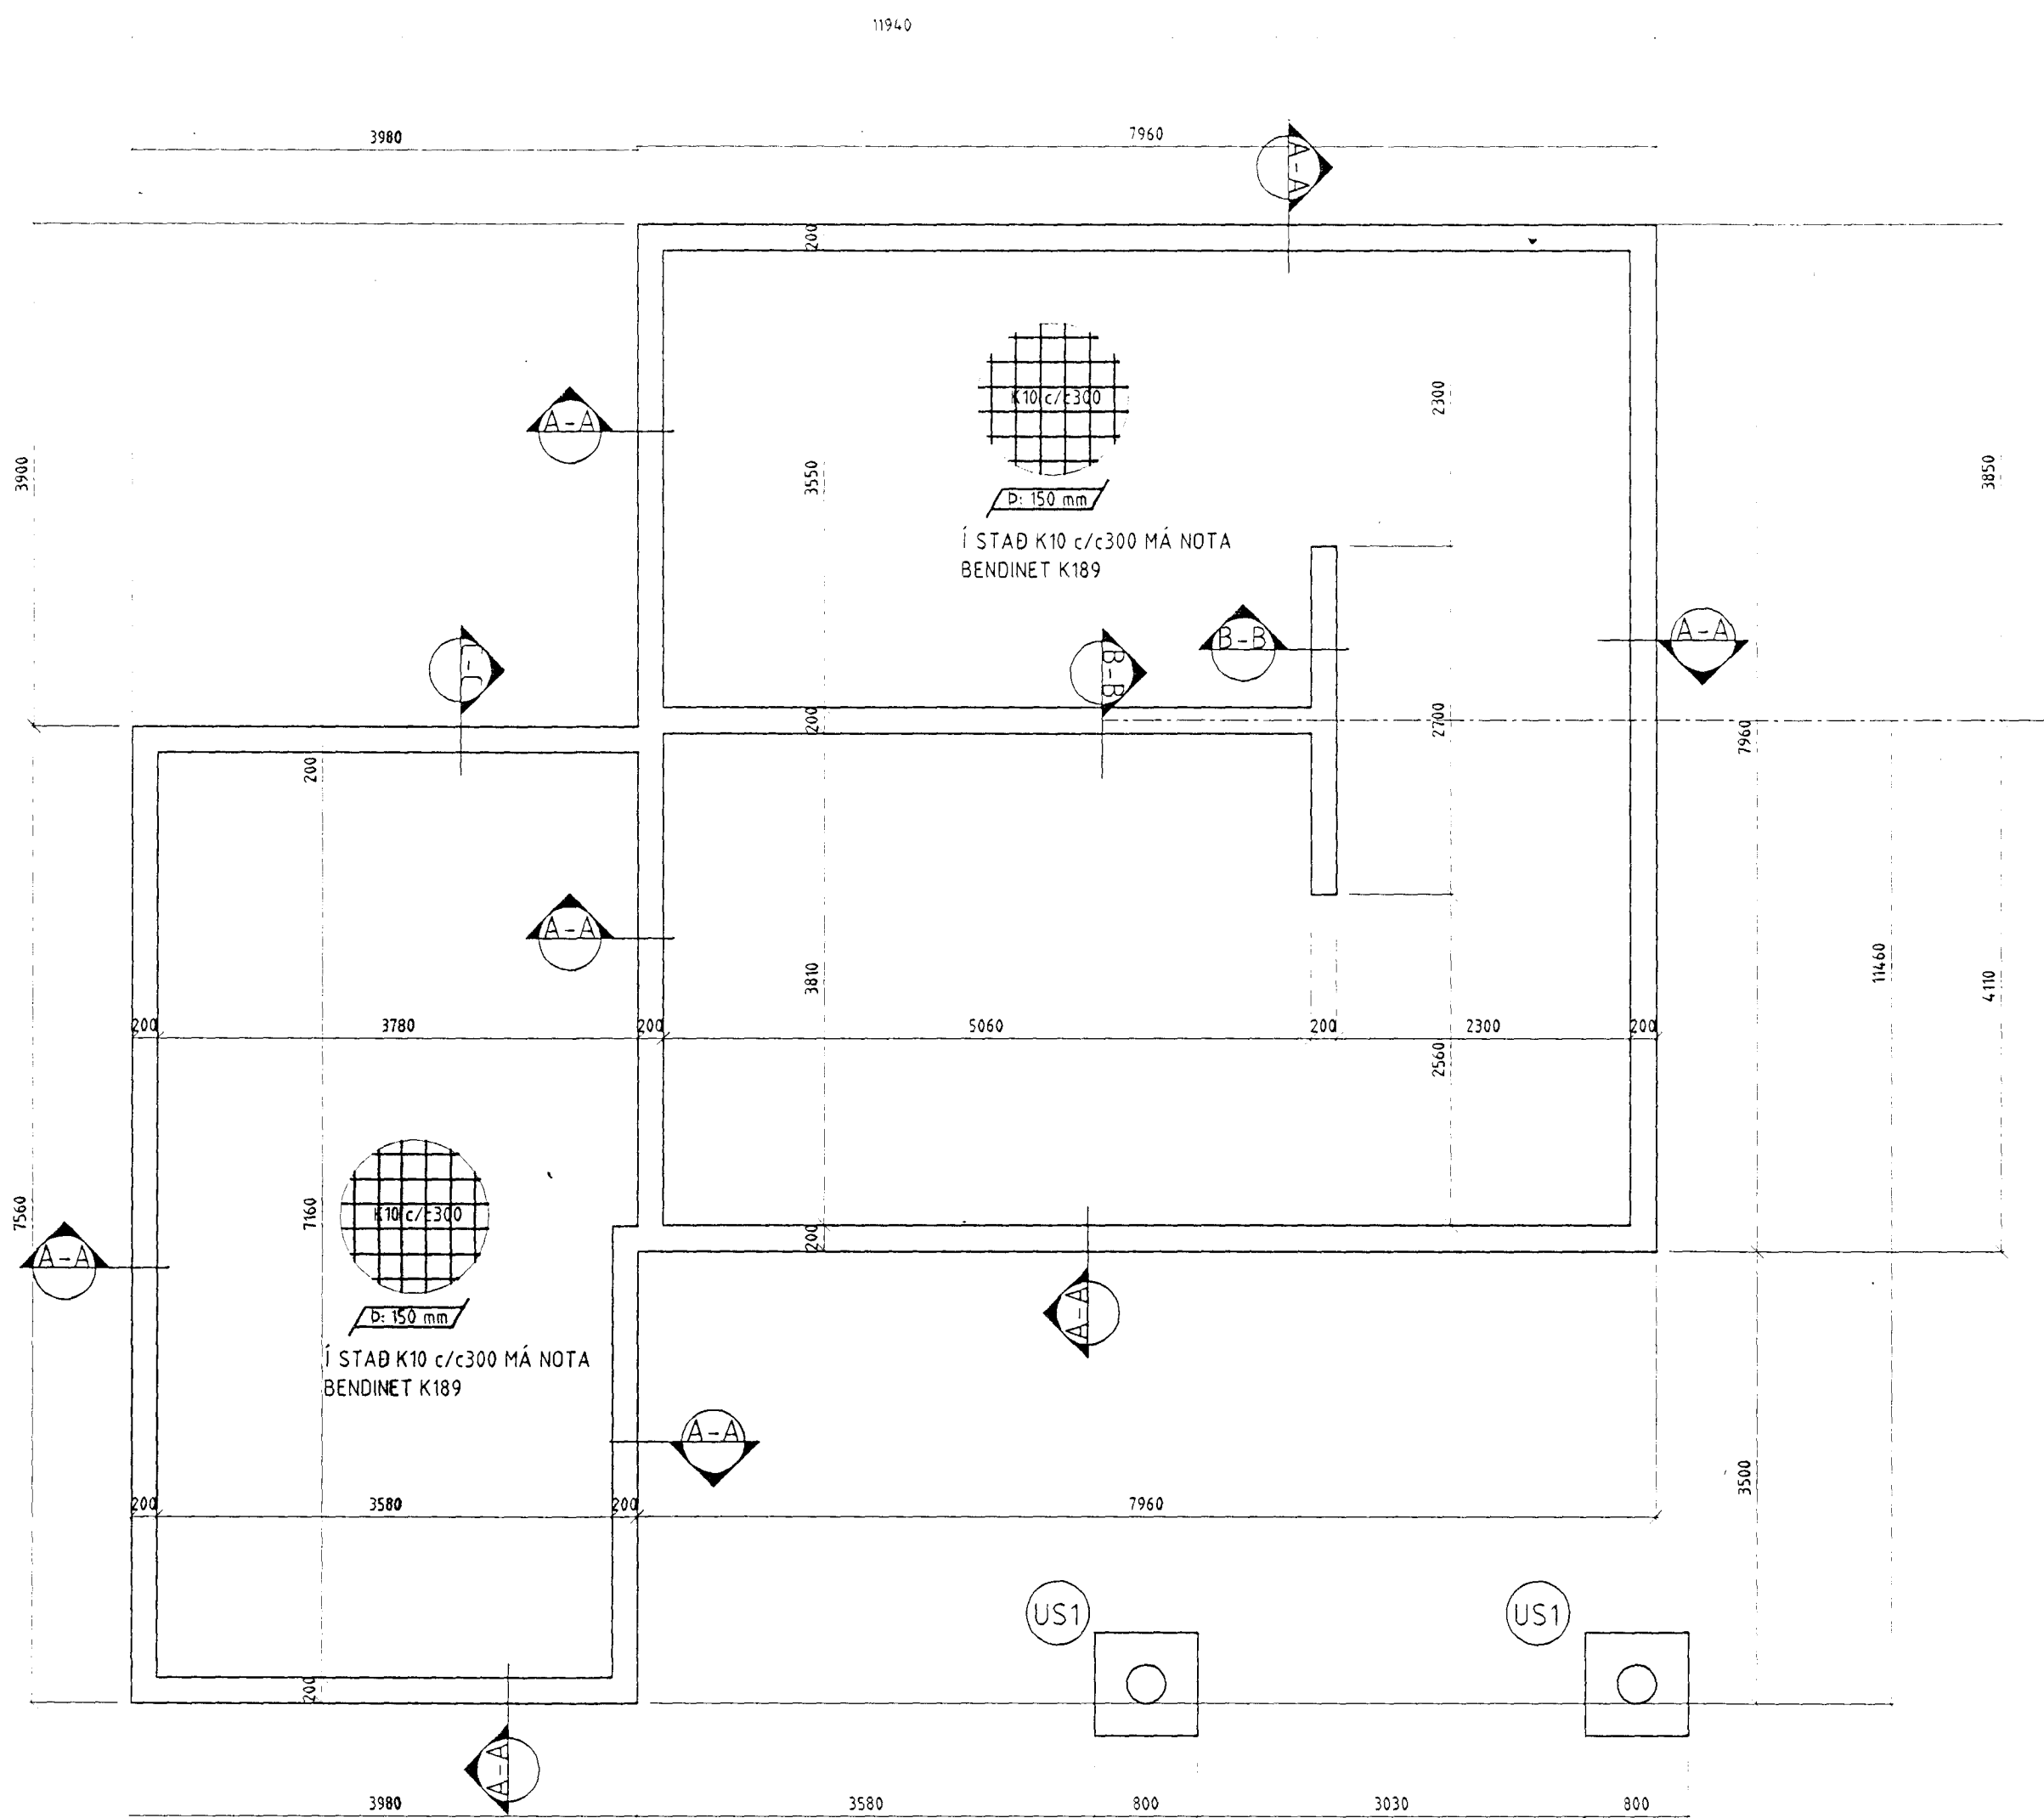 11940
3980
7960
A-A
200
K10 c/c300
2300
A-A
3900
3550
3850
Þ: 150 mm
Í STAÐ K10 c/c300 MÁ NOTA
BENDINET K189
B-B
A-A
B-B
200
2700
7960
200
A-A
3810
11460
4110
200
3780
200
5060
200
2300
200
2560
7560
7160
K10 c/c300
200
A-A
Þ: 150 mm
A-A
Í STAÐ K10 c/c300 MÁ NOTA
BENDINET K189
A-A
3500
200
3580
200
7960
US1
US1
200
A-A
3980
3580
800
3030
800